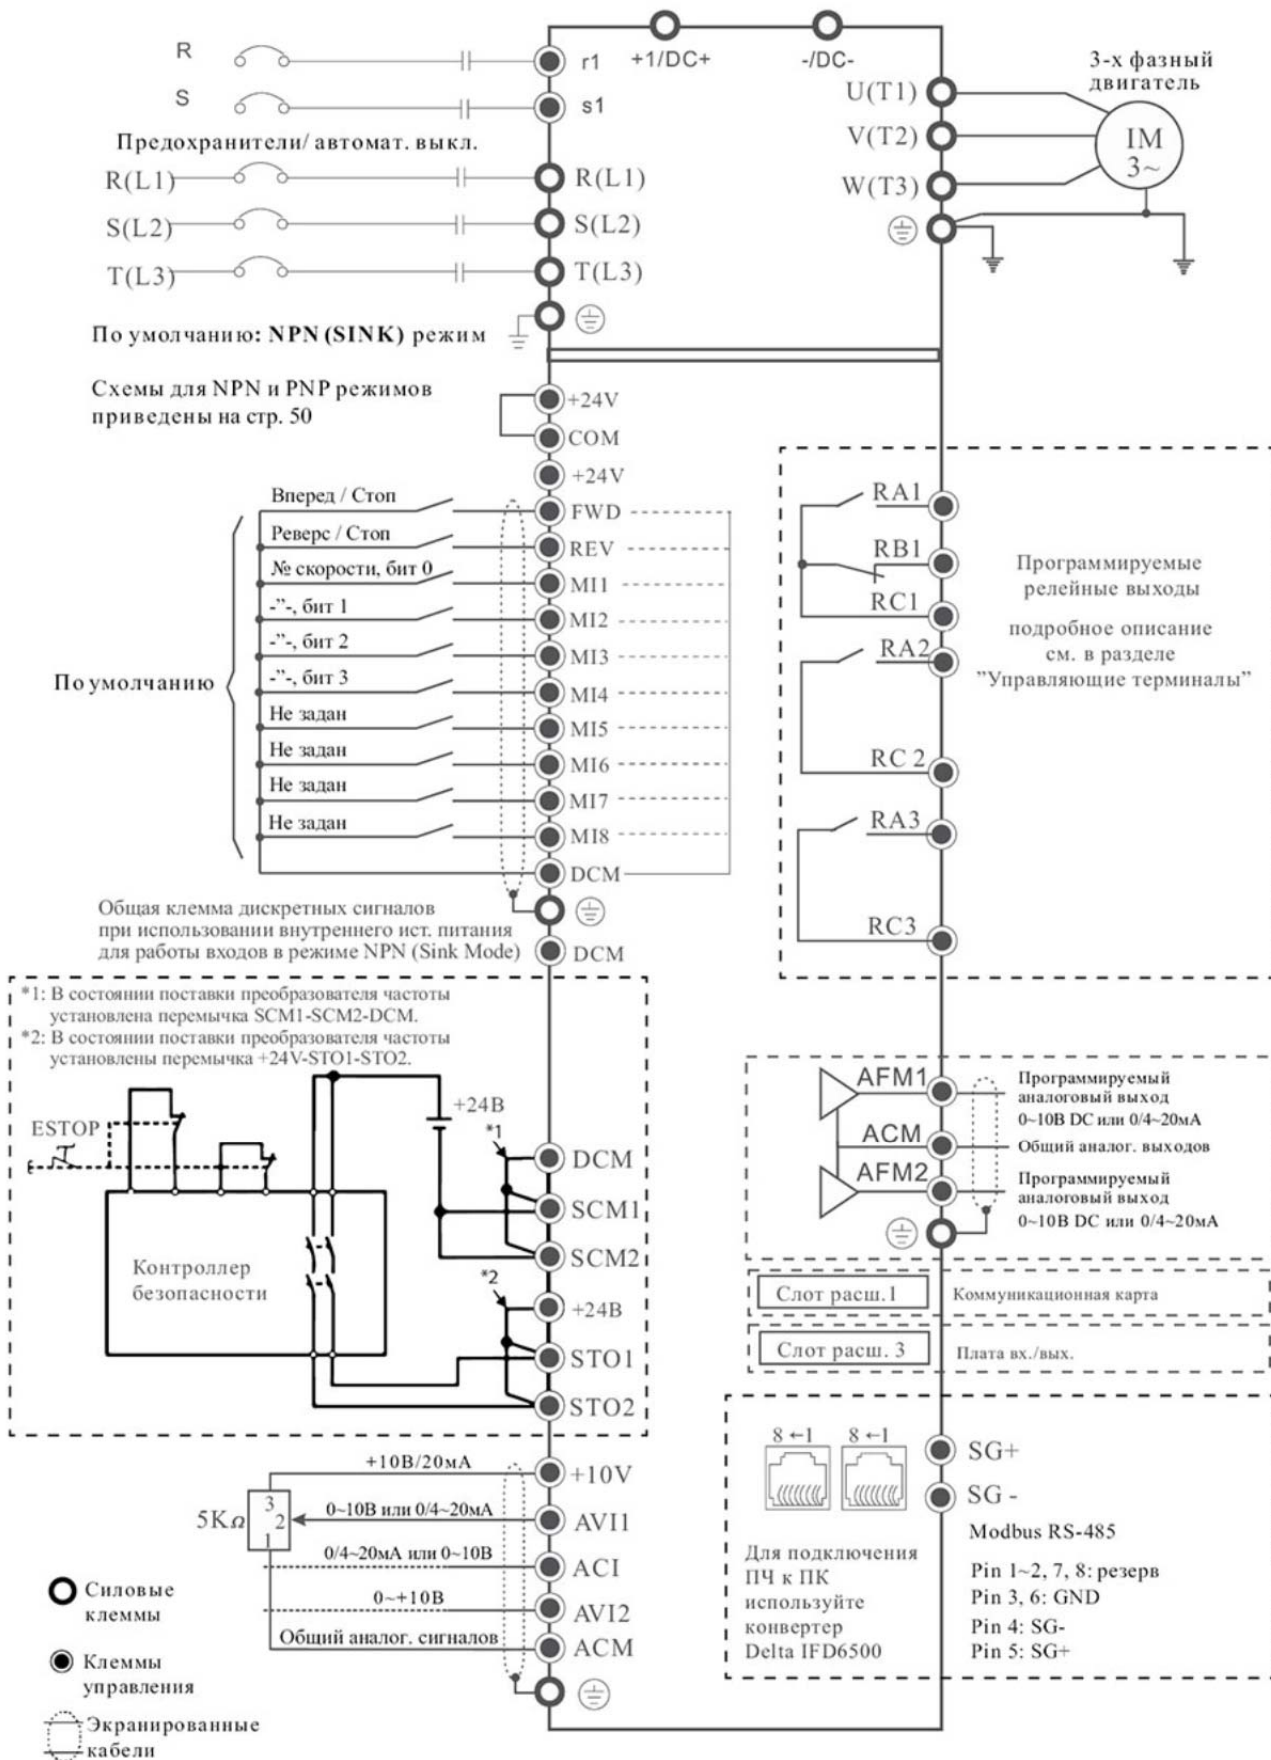 R
r1
+1/DC+
-/DC-
3-х фазный
двигатель
S
s1
U(T1)
Предохранители/ автомат. выкл.
V(T2)
IM
3~
R(L1)
R(L1)
W(T3)
S(L2)
S(L2)
T(L3)
T(L3)
По умолчанию: NPN (SINK) режим
Схемы для NPN и PNP режимов
приведены на стр. 50
+24V
COM
+24V
Вперед / Стоп
FWD
Реверс / Стоп
REV
№ скорости, бит 0
MI1
-”-, бит 1
MI2
-”-, бит 2
MI3
-”-, бит 3
MI4
По умолчанию
Не задан
MI5
Не задан
MI6
Не задан
MI7
Не задан
MI8
DCM
Общая клемма дискретных сигналов
при использовании внутреннего ист. питания
для работы входов в режиме NPN (Sink Mode)
DCM
RA1
RB1
RC1
RA2
RC 2
RA3
RC3
Программируемые
релейные выходы
подробное описание
см. в разделе
”Управляющие терминалы”
*1: В состоянии поставки преобразователя частоты
установлена перемычка SCM1-SCM2-DCM.
*2: В состоянии поставки преобразователя частоты
установлены перемычка +24V-STO1-STO2.
ESTOP
+24В
*1
DCM
SCM1
SCM2
Контроллер
безопасности
*2
+24В
STO1
STO2
AFM1
Программируемый
аналоговый выход
0~10В DC или 0/4~20мА
ACM
Общий аналог. выходов
AFM2
Программируемый
аналоговый выход
0~10В DC или 0/4~20мА
Слот расш.1
Коммуникационная карта
Слот расш. 3
Плата вх./вых.
+10В/20мА
+10V
5KΩ
3
2
1
0~10В или 0/4~20мА
AVI1
0/4~20мА или 0~10В
ACI
0~+10В
AVI2
Общий аналог. сигналов
ACM
8 ←1
8 ←1
SG+
SG -
Modbus RS-485
Для подключения
ПЧ к ПК
используйте
конвертер
Delta IFD6500
Pin 1~2, 7, 8: резерв
Pin 3, 6: GND
Pin 4: SG-
Pin 5: SG+
Силовые
клеммы
Клеммы
управления
Экранированные
кабели